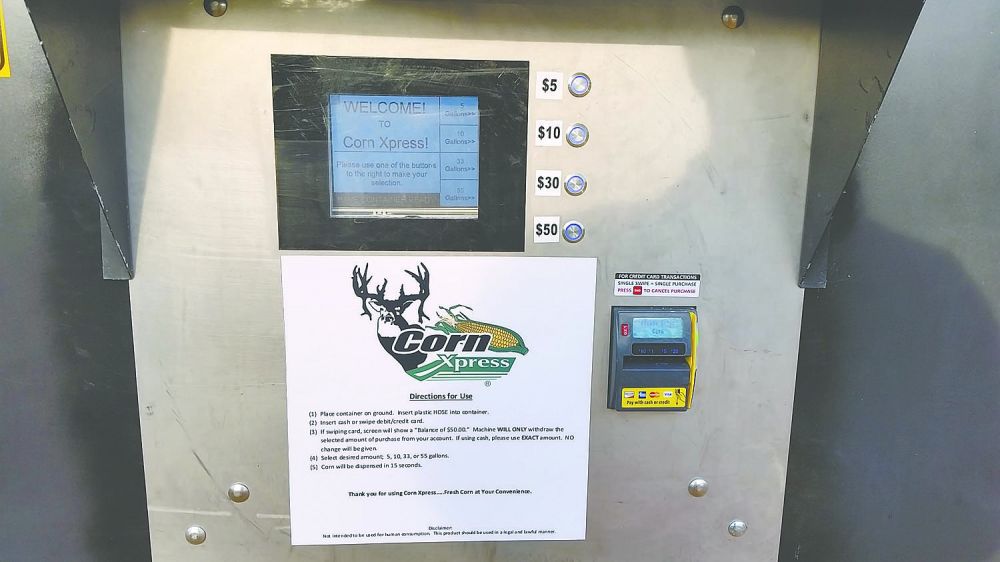 WELCOME!
TO
Corn Xpress!
Please use one of the buttons
to the right to make your
selection.
5
Gallons>>
10
Gallons>>
33
Gallons>>
55
Gallons>>
CONTAINER READY
$5
$10
$30
$50
FOR CREDIT CARD TRANSACTIONS
SINGLE SWIPE = SINGLE PURCHASE
PRESS TO CANCEL PURCHASE
VISA
Pay with cash or credit
Corn
Xpress
®
Directions for Use
(1) Place container on ground. Insert plastic HOSE into container.
(2) Insert cash or swipe debit/credit card.
(3) If swiping card, screen will show a "Balance of $50.00." Machine WILL ONLY withdraw the
selected amount of purchase from your account. If using cash, please use EXACT amount. NO
change will be given.
(4) Select desired amount; 5, 10, 33, or 55 gallons.
(5) Corn will be dispensed in 15 seconds.
Thank you for using Corn Xpress.....Fresh Corn at Your Convenience.
Disclaimer:
Not intended to be used for human consumption. This product should be used in a legal and lawful manner.